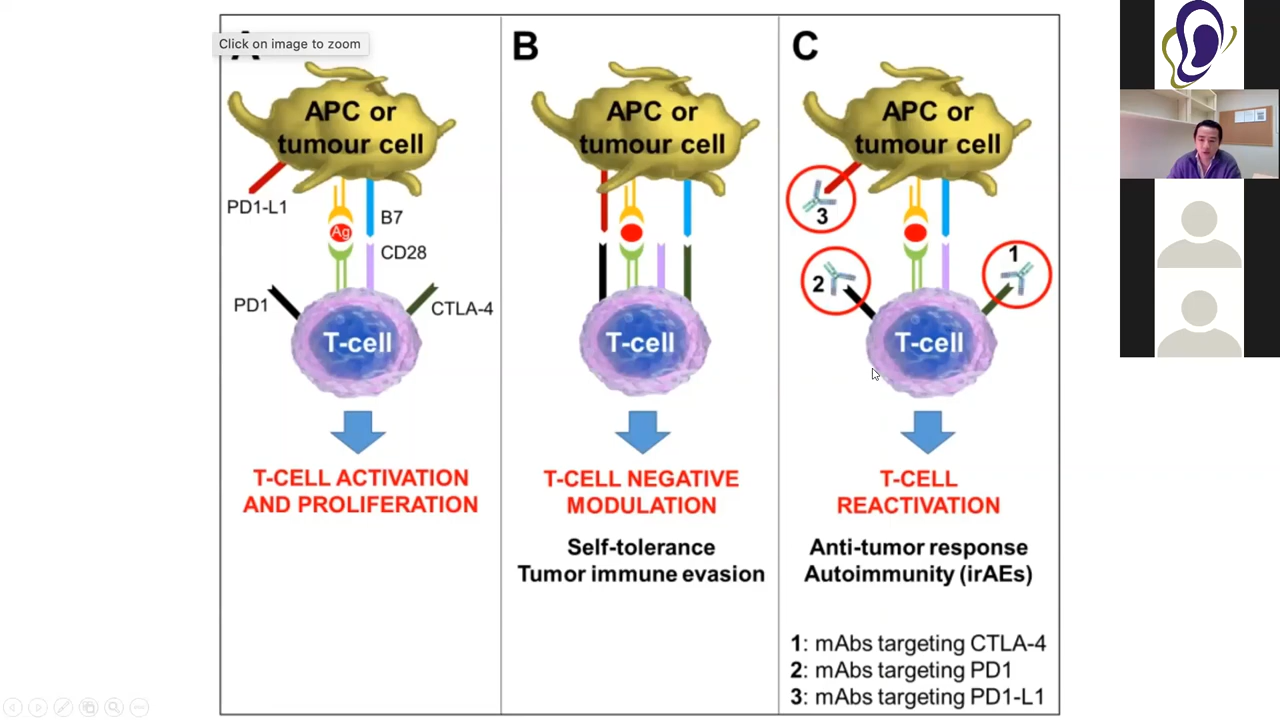 Click on image to zoom
A
APC or
tumour cell
PD1-L1
Ag
B7
CD28
PD1
CTLA-4
T-cell
T-CELL ACTIVATION
AND PROLIFERATION
B
APC or
tumour cell
T-cell
T-CELL NEGATIVE
MODULATION
Self-tolerance
Tumor immune evasion
C
APC or
tumour cell
3
2
1
T-cell
T-CELL
REACTIVATION
Anti-tumor response
Autoimmunity (irAEs)
1: mAbs targeting CTLA-4
2: mAbs targeting PD1
3: mAbs targeting PD1-L1